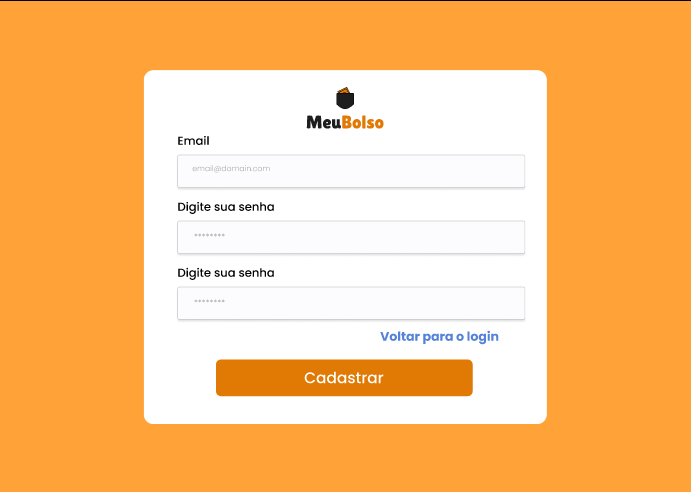 MeuBolso
Email
email@domain.com
Digite sua senha
********
Digite sua senha
********
Voltar para o login
Cadastrar